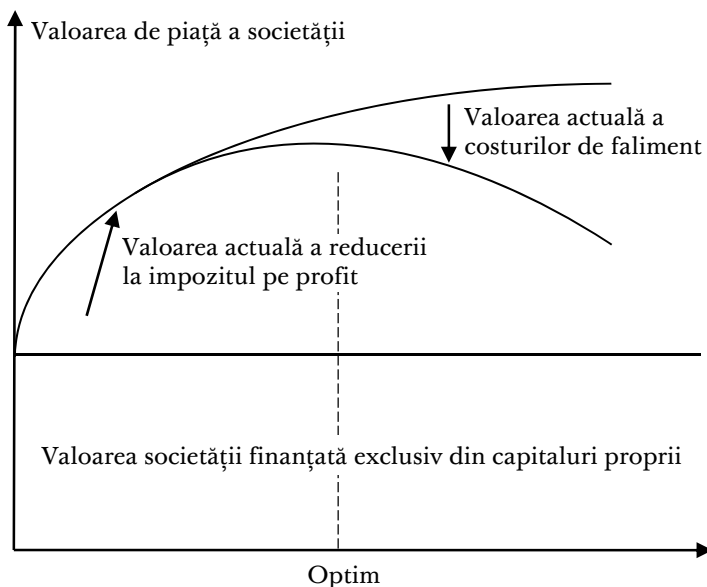 Valoarea de piață a societății
Valoarea actuală a
costurilor de faliment
Valoarea actuală a reducerii
la impozitul pe profit
Valoarea societății finanțată exclusiv din capitaluri proprii
Optim